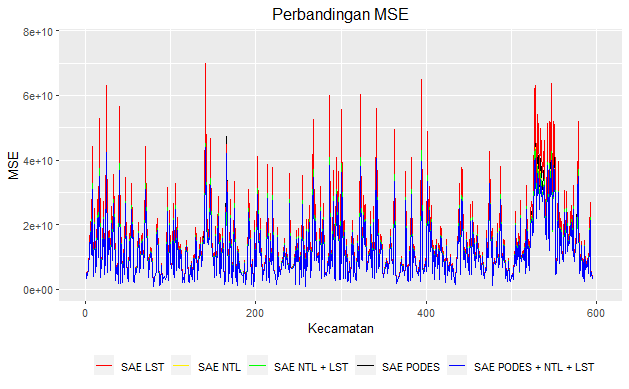 Perbandingan MSE
8e+10
6e+10
4e+10
2e+10
0e+00
MSE
0 200 400 600
Kecamatan
SAE LST SAE NTL SAE NTL + LST SAE PODES SAE PODES + NTL + LST